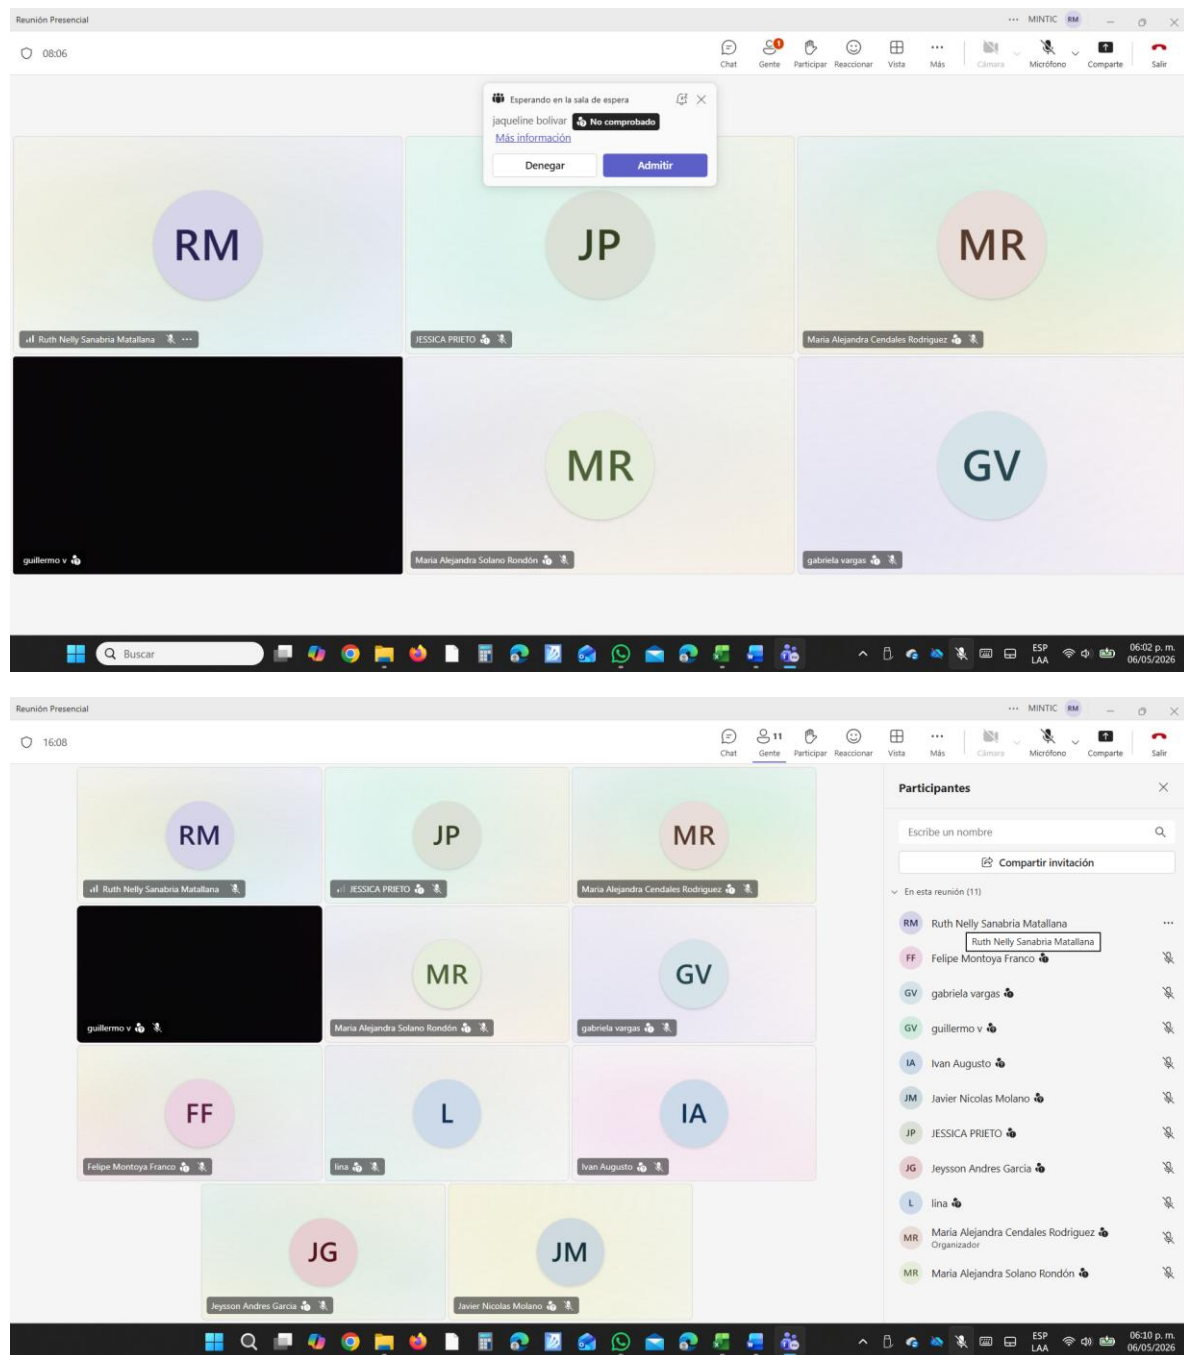 Reunión Presencial
··· MINTIC RM
08:06
1
Chat Gente Participar Reaccionar Vista Más Cámara Micrófono Comparte Salir
Esperando en la sala de espera
jaqueline bolivar No comprobado
Más información
Denegar Admitir
RM JP MR
Ruth Nelly Sanabria Matallana ···
JESSICA PRIETO
Maria Alejandra Cendales Rodriguez
MR GV
guillermo v
Maria Alejandra Solano Rondón
gabriela vargas
Buscar
ESP
LAA
06:02 p. m.
06/05/2026
Reunión Presencial
··· MINTIC RM
16:08
11
Chat Gente Participar Reaccionar Vista Más Cámara Micrófono Comparte Salir
RM JP MR
Ruth Nelly Sanabria Matallana
JESSICA PRIETO
Maria Alejandra Cendales Rodriguez
MR GV
guillermo v
Maria Alejandra Solano Rondón
gabriela vargas
FF L IA
Felipe Montoya Franco
lina
Ivan Augusto
JG JM
Jeysson Andres Garcia
Javier Nicolas Molano
Participantes
Escribe un nombre
Compartir invitación
En esta reunión (11)
RM Ruth Nelly Sanabria Matallana ···
Ruth Nelly Sanabria Matallana
FF Felipe Montoya Franco
GV gabriela vargas
GV guillermo v
IA Ivan Augusto
JM Javier Nicolas Molano
JP JESSICA PRIETO
JG Jeysson Andres Garcia
L lina
MR Maria Alejandra Cendales Rodriguez
Organizador
MR Maria Alejandra Solano Rondón
ESP
LAA
06:10 p. m.
06/05/2026